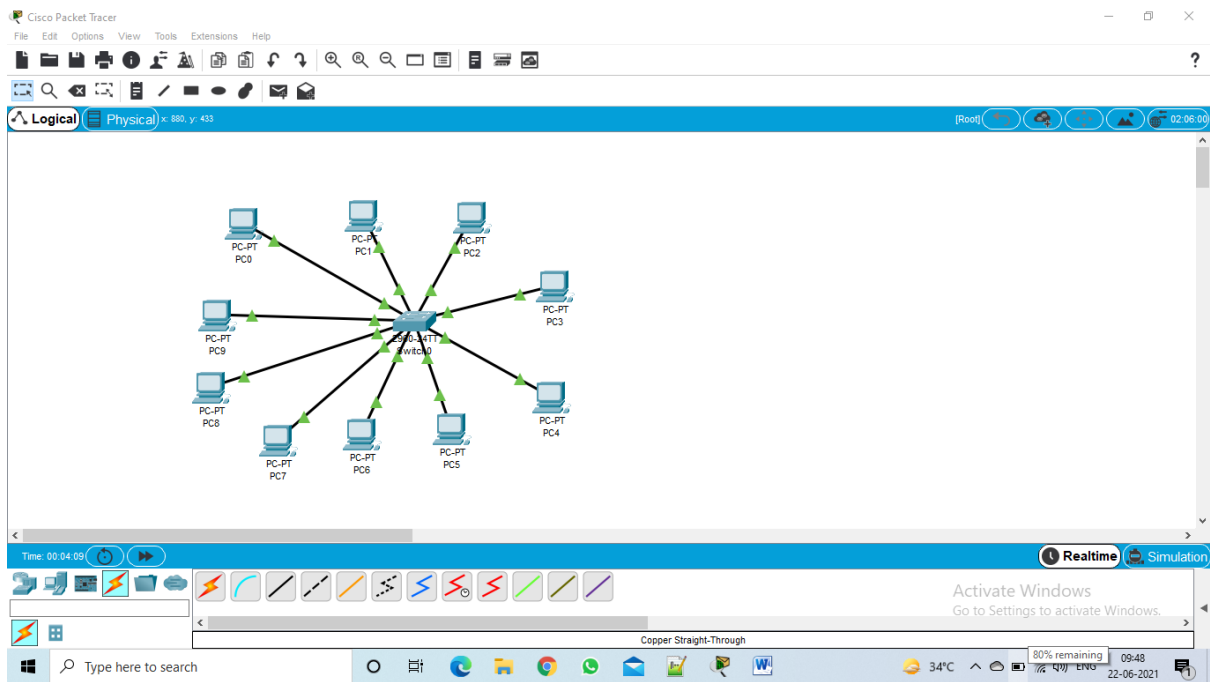 Cisco Packet Tracer
File Edit Options View Tools Extensions Help
?
Logical Physical x: 880, y: 433 [Root] 02:06:00
PC-PT
PC0
PC-PT
PC1
PC-PT
PC2
PC-PT
PC3
PC-PT
PC9
2960-24TT
Switch0
PC-PT
PC8
PC-PT
PC4
PC-PT
PC7
PC-PT
PC6
PC-PT
PC5
Time: 00:04:09 Realtime Simulation
Activate Windows
Go to Settings to activate Windows.
Copper Straight-Through
80% remaining
Type here to search 34°C ENG 09:48
22-06-2021